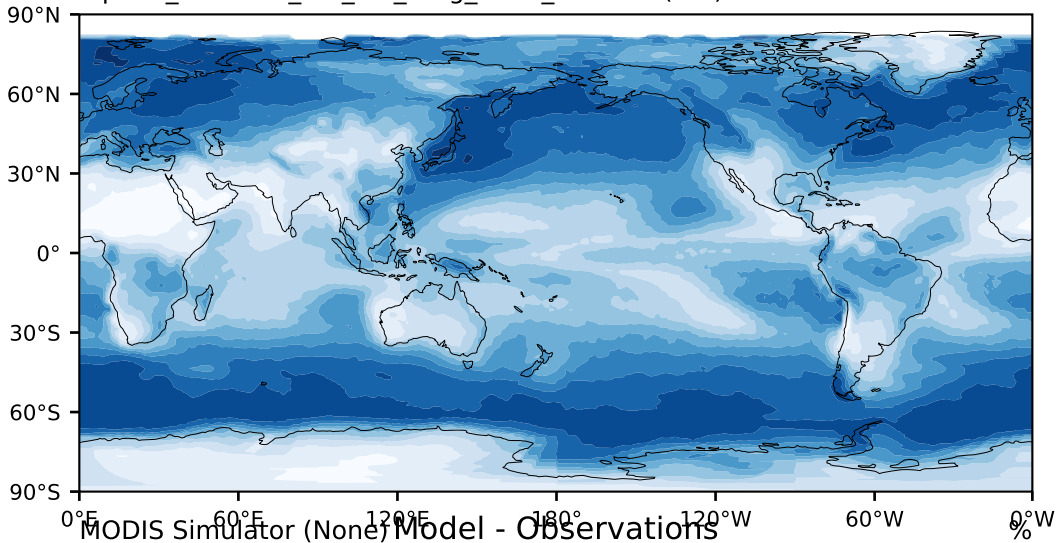 90°N
60°N
30°N
0°
30°S
60°S
90°S
0°E 60°E 120°E 180° 120°W 60°W 0°W
MODIS Simulator (None) Model - Observations %